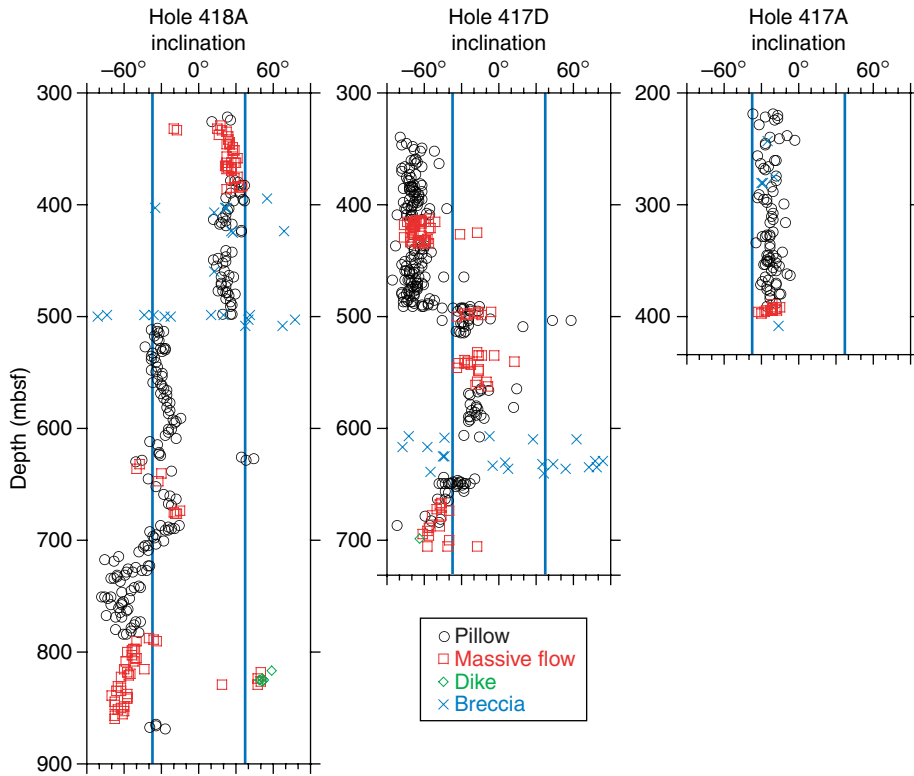 Hole 418A
inclination
–60° 0° 60°
Hole 417D
inclination
–60° 0° 60°
Hole 417A
inclination
–60° 0° 60°
Depth (mbsf)
300
400
500
600
700
800
900
300
400
500
600
700
200
300
400
Pillow
Massive flow
Dike
Breccia